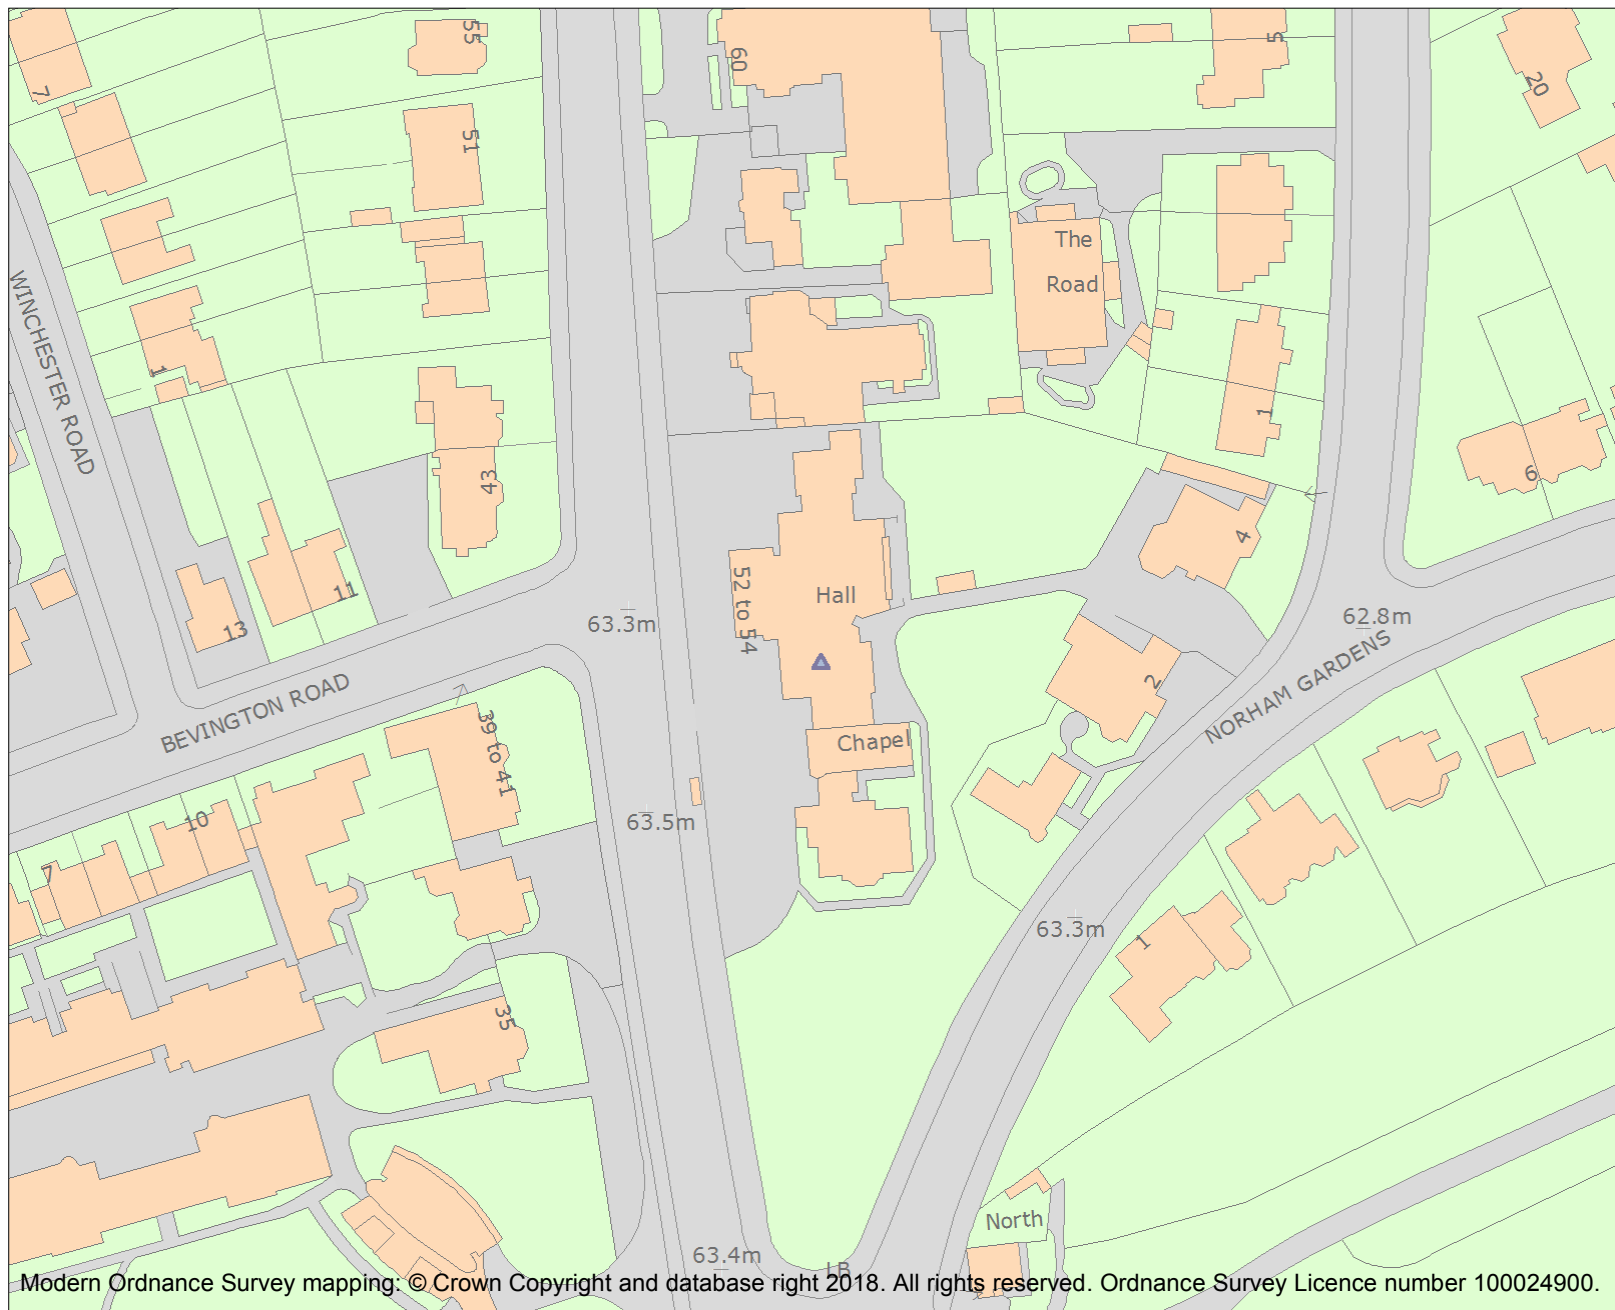 55
60
5
7
20
51
The
Road
WINCHESTER ROAD
1
1
43
6
4
11
52 to 54
Hall
13
63.3m
62.8m
NORHAM GARDENS
2
BEVINGTON ROAD
39 to 41
Chapel
10
63.5m
7
63.3m
1
35
North
63.4m
LB
Modern Ordnance Survey mapping: © Crown Copyright and database right 2018. All rights reserved. Ordnance Survey Licence number 100024900.